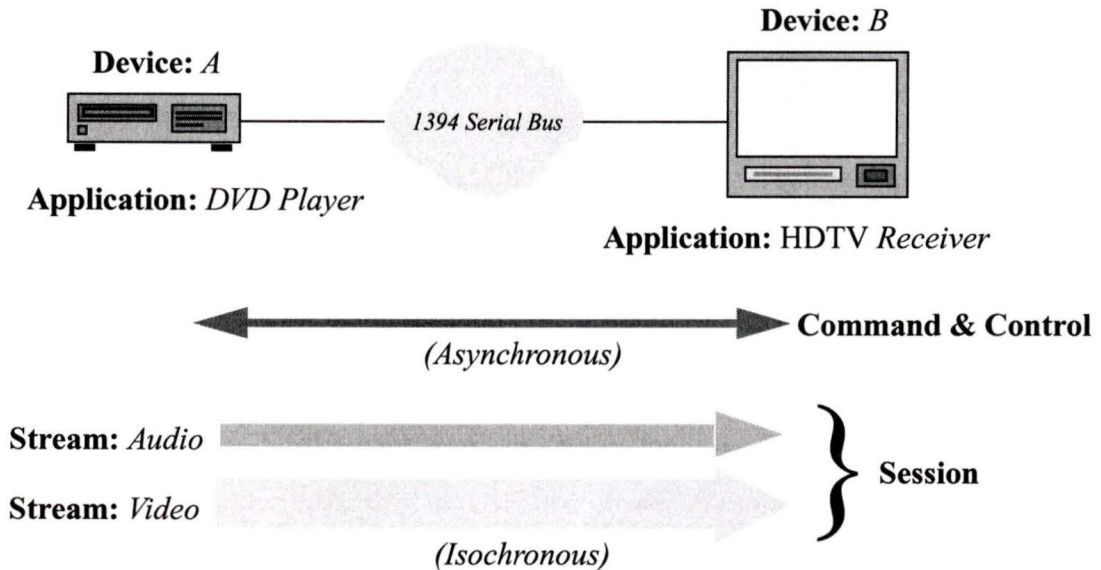 Device: B
Device: A
1394 Serial Bus
Application: DVD Player
Application: HDTV Receiver
Command & Control
(Asynchronous)
Stream: Audio
Session
Stream: Video
(Isochronous)